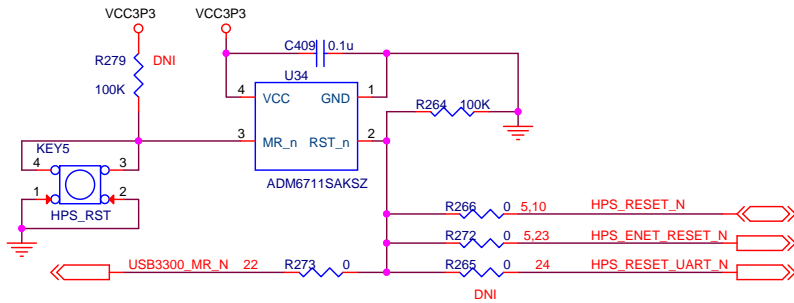 VCC3P3 VCC3P3
C409 0.1u
R279 DNI
U34
100K
4 VCC GND 1
R264 100K
3 MR_n RST_n 2
KEY5
4 3
ADM6711SAKSZ
1 2
HPS_RST
R266 0 5,10 HPS_RESET_N
R272 0 5,23 HPS_ENET_RESET_N
USB3300_MR_N 22 R273 0 R265 0 24 HPS_RESET_UART_N
DNI